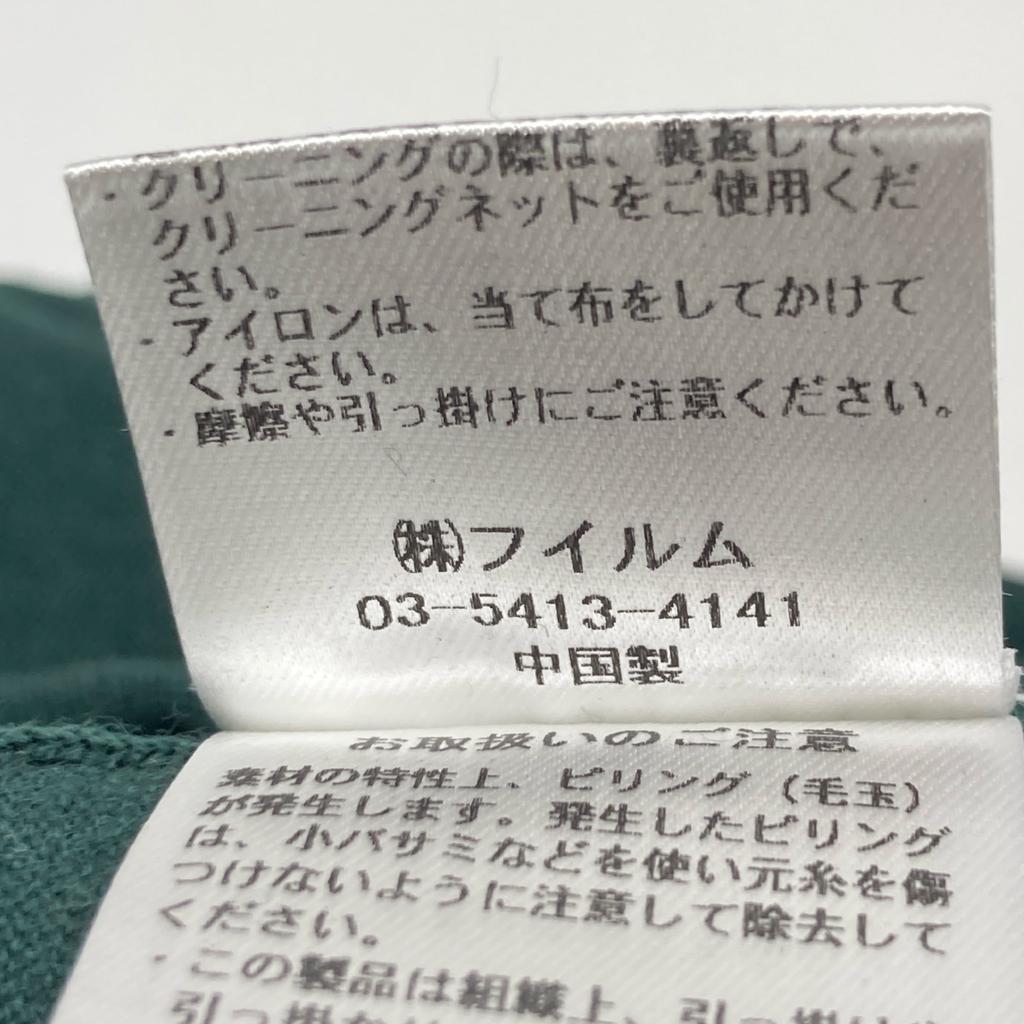 ・クリーニングの際は、裏返しで、
クリーニングネットをご使用くだ
さい。
・アイロンは、当て布をしてかけて
ください。
・摩擦や引っ掛けにご注意ください。
㈱フイルム
03-5413-4141
中国製
お取扱いのご注意
素材の特性上、ピリング（毛玉）
が発生します。発生したピリング
は、小バサミなどを使い元糸を傷
つけないように注意して除去して
ください。
・この製品は組織上、引っ掛け
引っ掛か